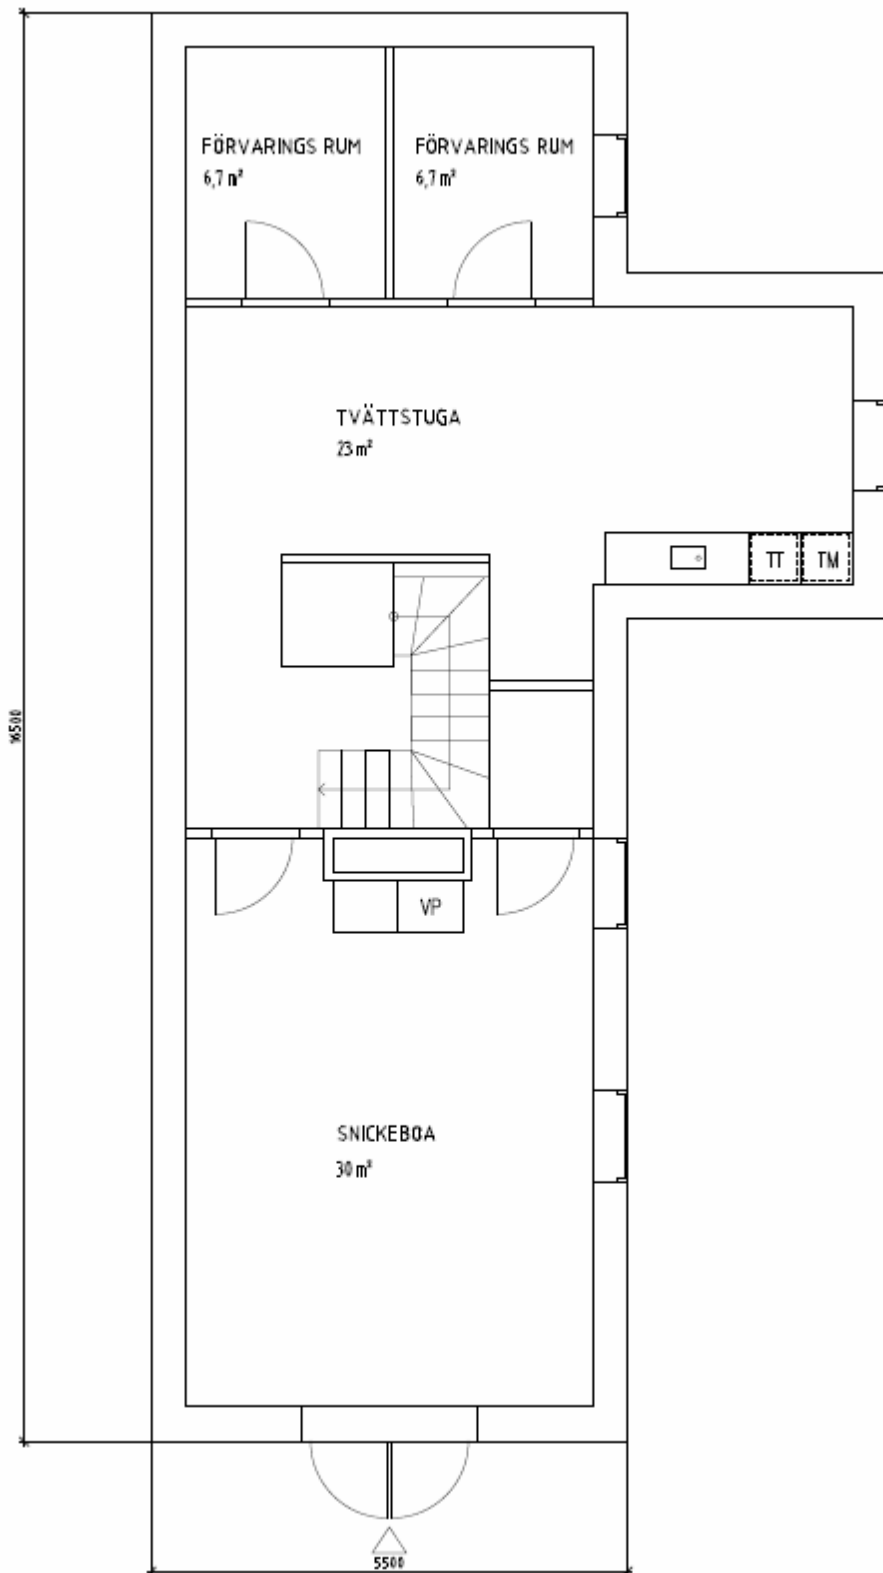 FÖRVARINGS RUM
6,7 m²
FÖRVARINGS RUM
6,7 m²
TVÄTTSTUGA
23 m²
TT
TM
16500
VP
SNICKEBOA
30 m²
5500